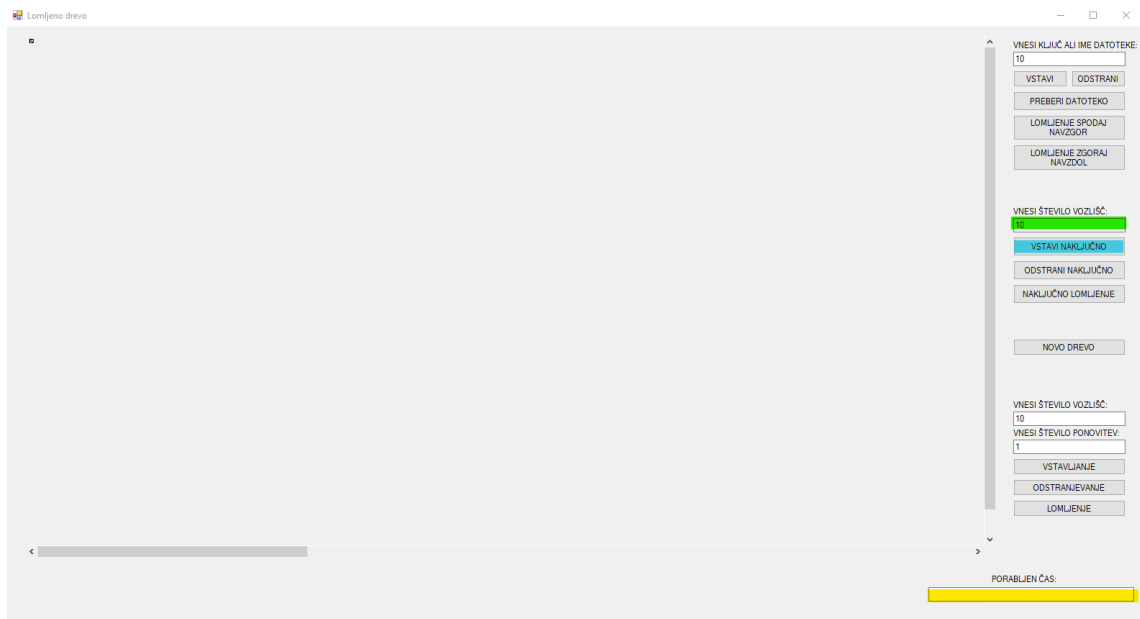 Lomljeno drevo
VNESI KLJUČ ALI IME DATOTEKE:
10
VSTAVI ODSTRANI
PREBERI DATOTEKO
LOMLJENJE SPODAJ
NAVZGOR
LOMLJENJE ZGORAJ
NAVZDOL
VNESI ŠTEVILO VOZLIŠČ:
10
VSTAVI NAKLJUČNO
ODSTRANI NAKLJUČNO
NAKLJUČNO LOMLJENJE
NOVO DREVO
VNESI ŠTEVILO VOZLIŠČ:
10
VNESI ŠTEVILO PONOVITEV:
1
VSTAVLJANJE
ODSTRANJEVANJE
LOMLJENJE
PORABLJEN ČAS: